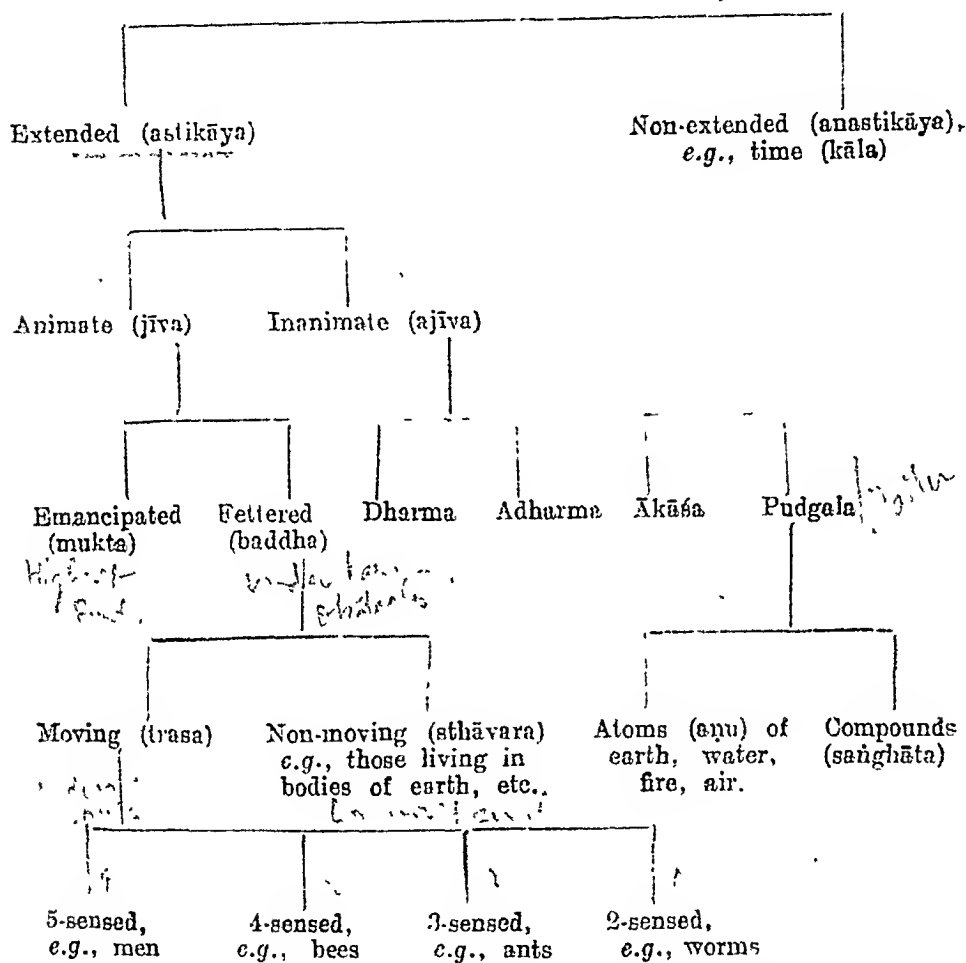 Extended (astikāya)
Non-extended (anastikāya),
e.g., time (kāla)
Animate (jīva)
Inanimate (ajīva)
Emancipated
(mukta)
Fettered
(baddha)
Dharma
Adharma
Ākāśa
Pudgala
Moving (trasa)
Non-moving (sthāvara)
e.g., those living in
bodies of earth, etc.
Atoms (aṇu) of
earth, water,
fire, air.
Compounds
(saṅghāta)
5-sensed,
e.g., men
4-sensed,
e.g., bees
3-sensed,
e.g., ants
2-sensed,
e.g., worms